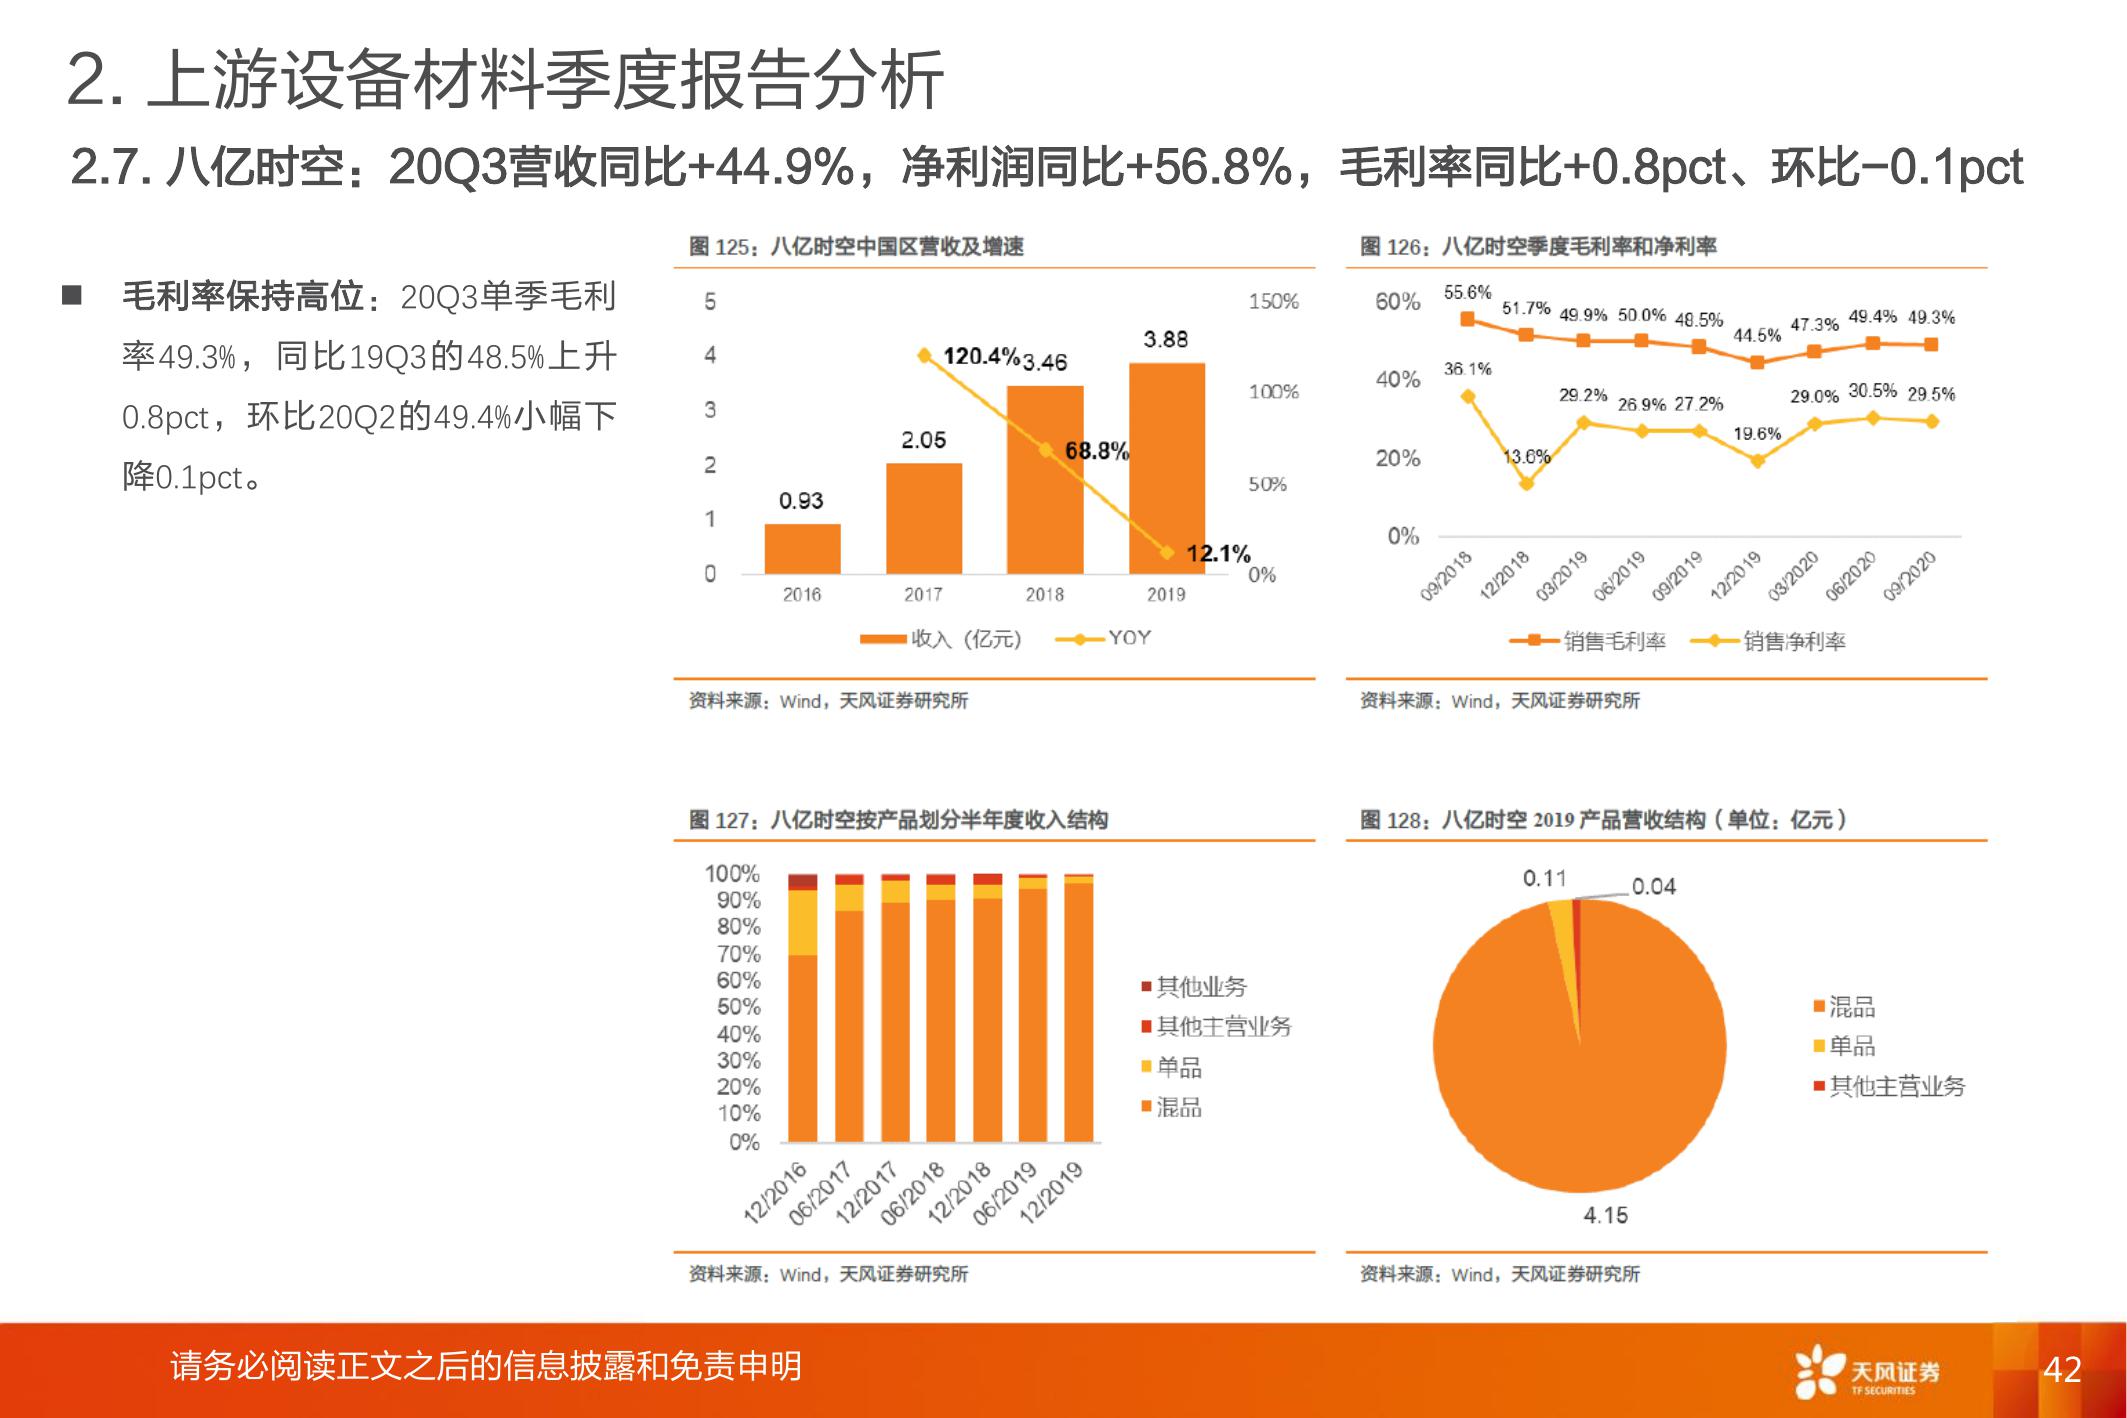 2. 上游设备材料季度报告分析
2.7. 八亿时空：20Q3营收同比+44.9%，净利润同比+56.8%，毛利率同比+0.8pct、环比-0.1pct
■ 毛利率保持高位：20Q3单季毛利
率49.3%，同比19Q3的48.5%上升
0.8pct，环比20Q2的49.4%小幅下
降0.1pct。
图 125：八亿时空中国区营收及增速
5
4
3
2
1
0
150%
100%
50%
0%
0.93
2.05
3.46
3.88
120.4%
68.8%
12.1%
2016 2017 2018 2019
收入（亿元） YOY
资料来源：Wind，天风证券研究所
图 126：八亿时空季度毛利率和净利率
60%
40%
20%
0%
55.6% 51.7% 49.9% 50.0% 48.5% 44.5% 47.3% 49.4% 49.3%
36.1% 13.6% 29.2% 26.9% 27.2% 19.6% 29.0% 30.5% 29.5%
09/2018 12/2018 03/2019 06/2019 09/2019 12/2019 03/2020 06/2020 09/2020
销售毛利率 销售净利率
资料来源：Wind，天风证券研究所
图 127：八亿时空按产品划分半年度收入结构
100%
90%
80%
70%
60%
50%
40%
30%
20%
10%
0%
12/2016 06/2017 12/2017 06/2018 12/2018 06/2019 12/2019
其他业务
其他主营业务
单品
混品
资料来源：Wind，天风证券研究所
图 128：八亿时空 2019 产品营收结构（单位：亿元）
0.11
0.04
4.15
混品
单品
其他主营业务
资料来源：Wind，天风证券研究所
请务必阅读正文之后的信息披露和免责申明
天风证券
TF SECURITIES
42